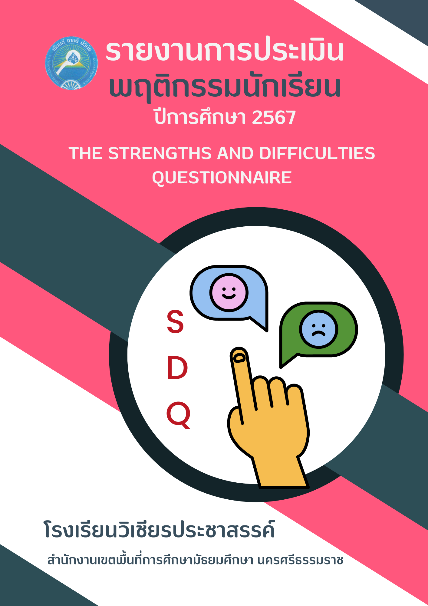 รายงานการประเมิน
พฤติกรรมนักเรียน
ปีการศึกษา 2567
THE STRENGTHS AND DIFFICULTIES
QUESTIONNAIRE
S
D
Q
โรงเรียนวิเชียรประชาสรรค์
สำนักงานเขตพื้นที่การศึกษามัธยมศึกษา นครศรีธรรมราช